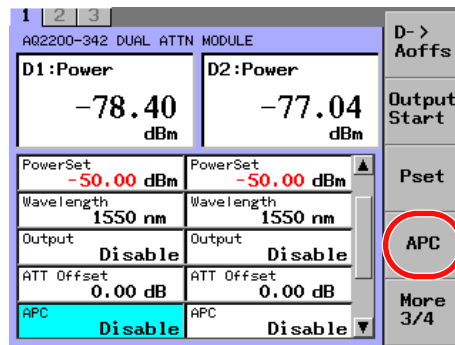 1 2 3
AQ2200-342 DUAL ATTN MODULE
D1:Power
-78.40
dBm
D2:Power
-77.04
dBm
PowerSet
-50.00 dBm
PowerSet
-50.00 dBm
Wavelength
1550 nm
Wavelength
1550 nm
Output
Disable
Output
Disable
ATT Offset
0.00 dB
ATT Offset
0.00 dB
APC
Disable
APC
Disable
D->
Aoffs
Output
Start
Pset
APC
More
3/4